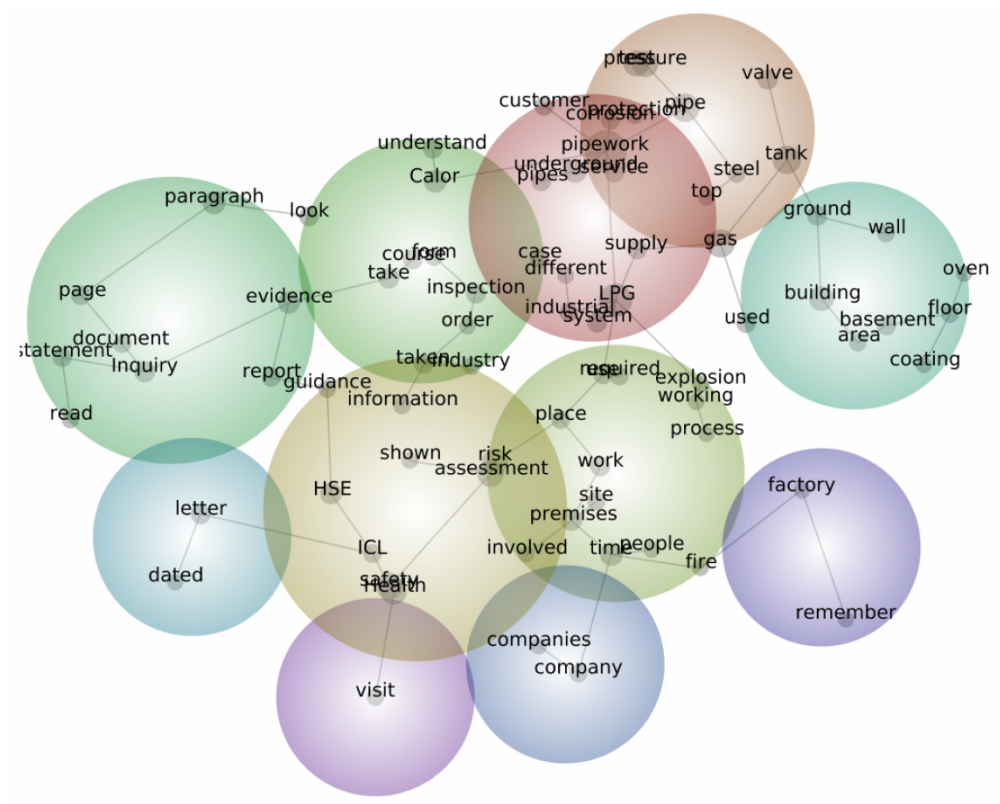 pressure
test
valve
customer
pipe
protection
corrosion
understand
pipework
tank
underground
service
steel
Calor
pipes
top
paragraph
look
ground
wall
gas
supply
case
form
course
different
oven
take
inspection
page
evidence
building
LPG
industrial
floor
system
order
used
basement
area
document
statement
Inquiry
taken
industry
coating
report
guidance
required
use
explosion
working
information
place
read
process
shown
risk
assessment
work
HSE
factory
site
letter
premises
ICL
involved
time
people
fire
dated
safety
Health
remember
companies
company
visit